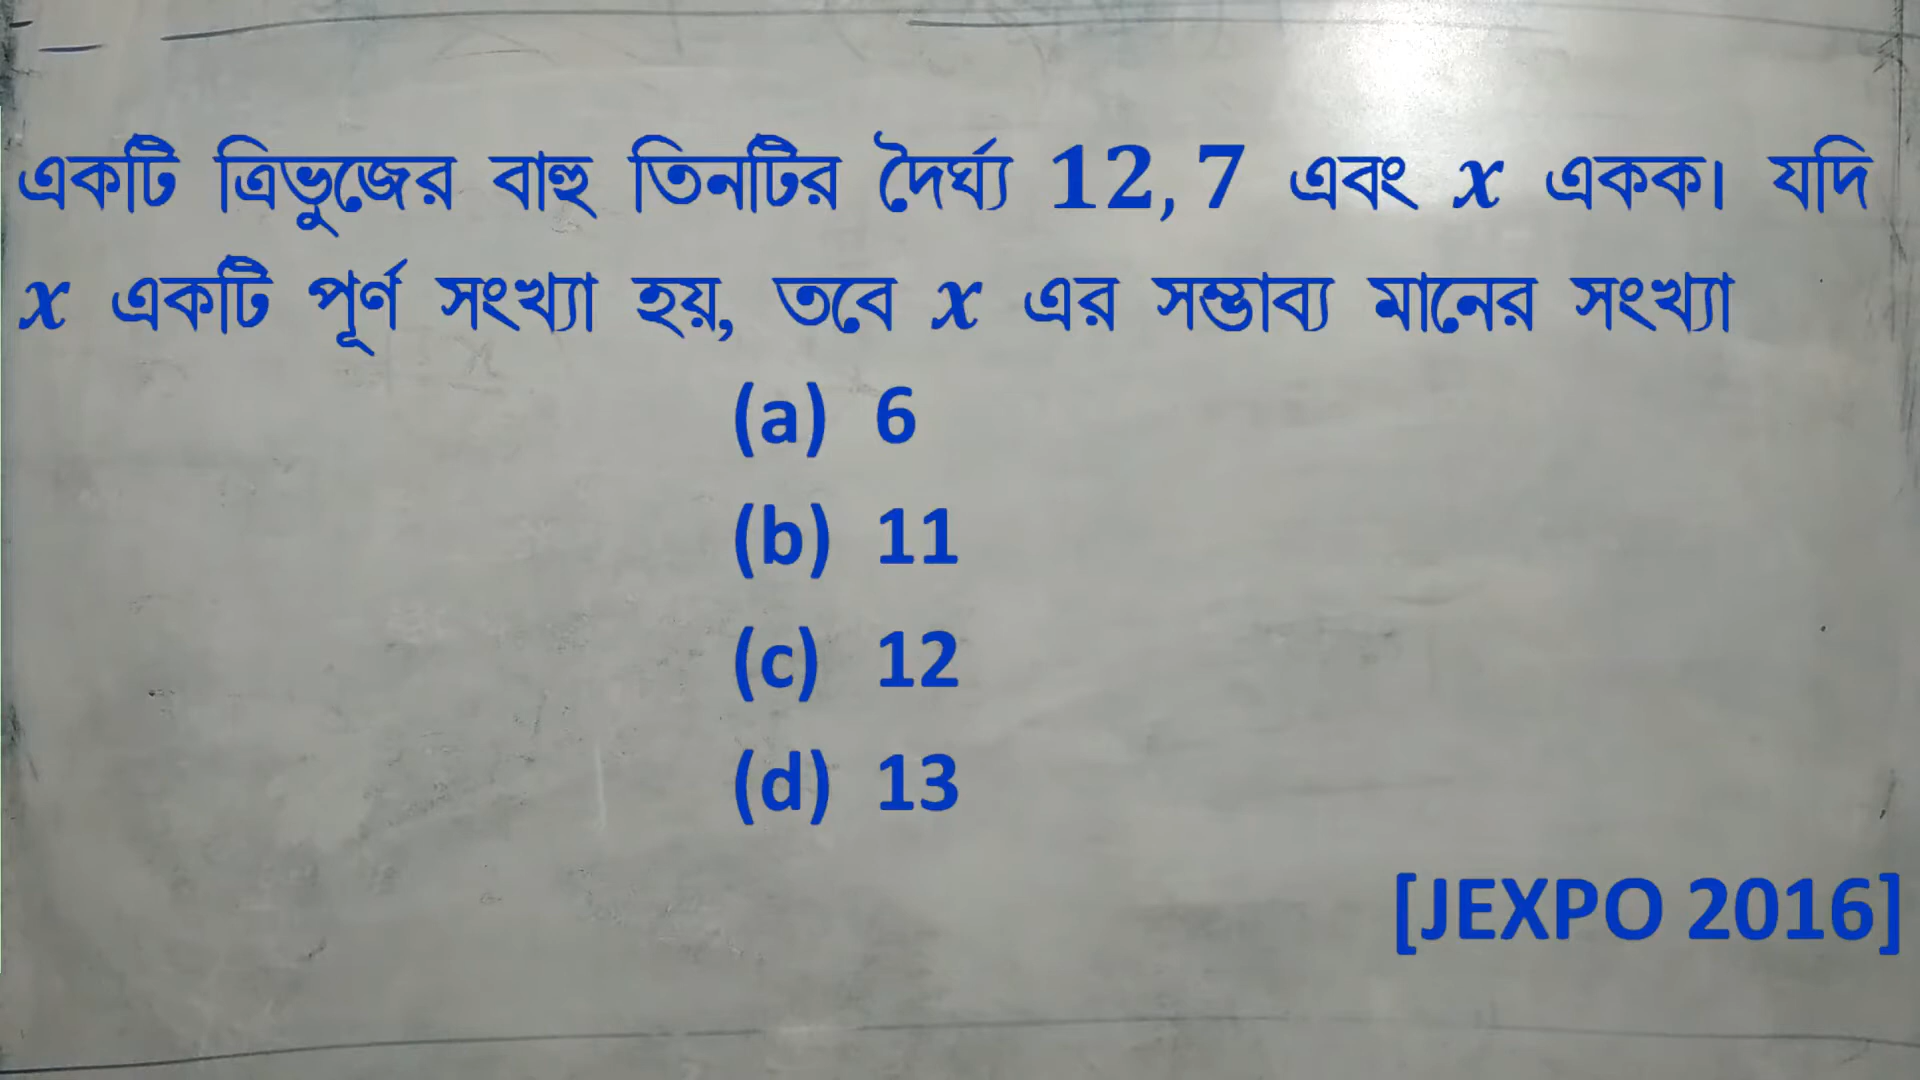 একটি ত্রিভুজের বাহু তিনটির দৈর্ঘ্য 12, 7 এবং x একক। যদি
x একটি পূর্ণ সংখ্যা হয়, তবে x এর সম্ভাব্য মানের সংখ্যা
(a) 6
(b) 11
(c) 12
(d) 13
[JEXPO 2016]